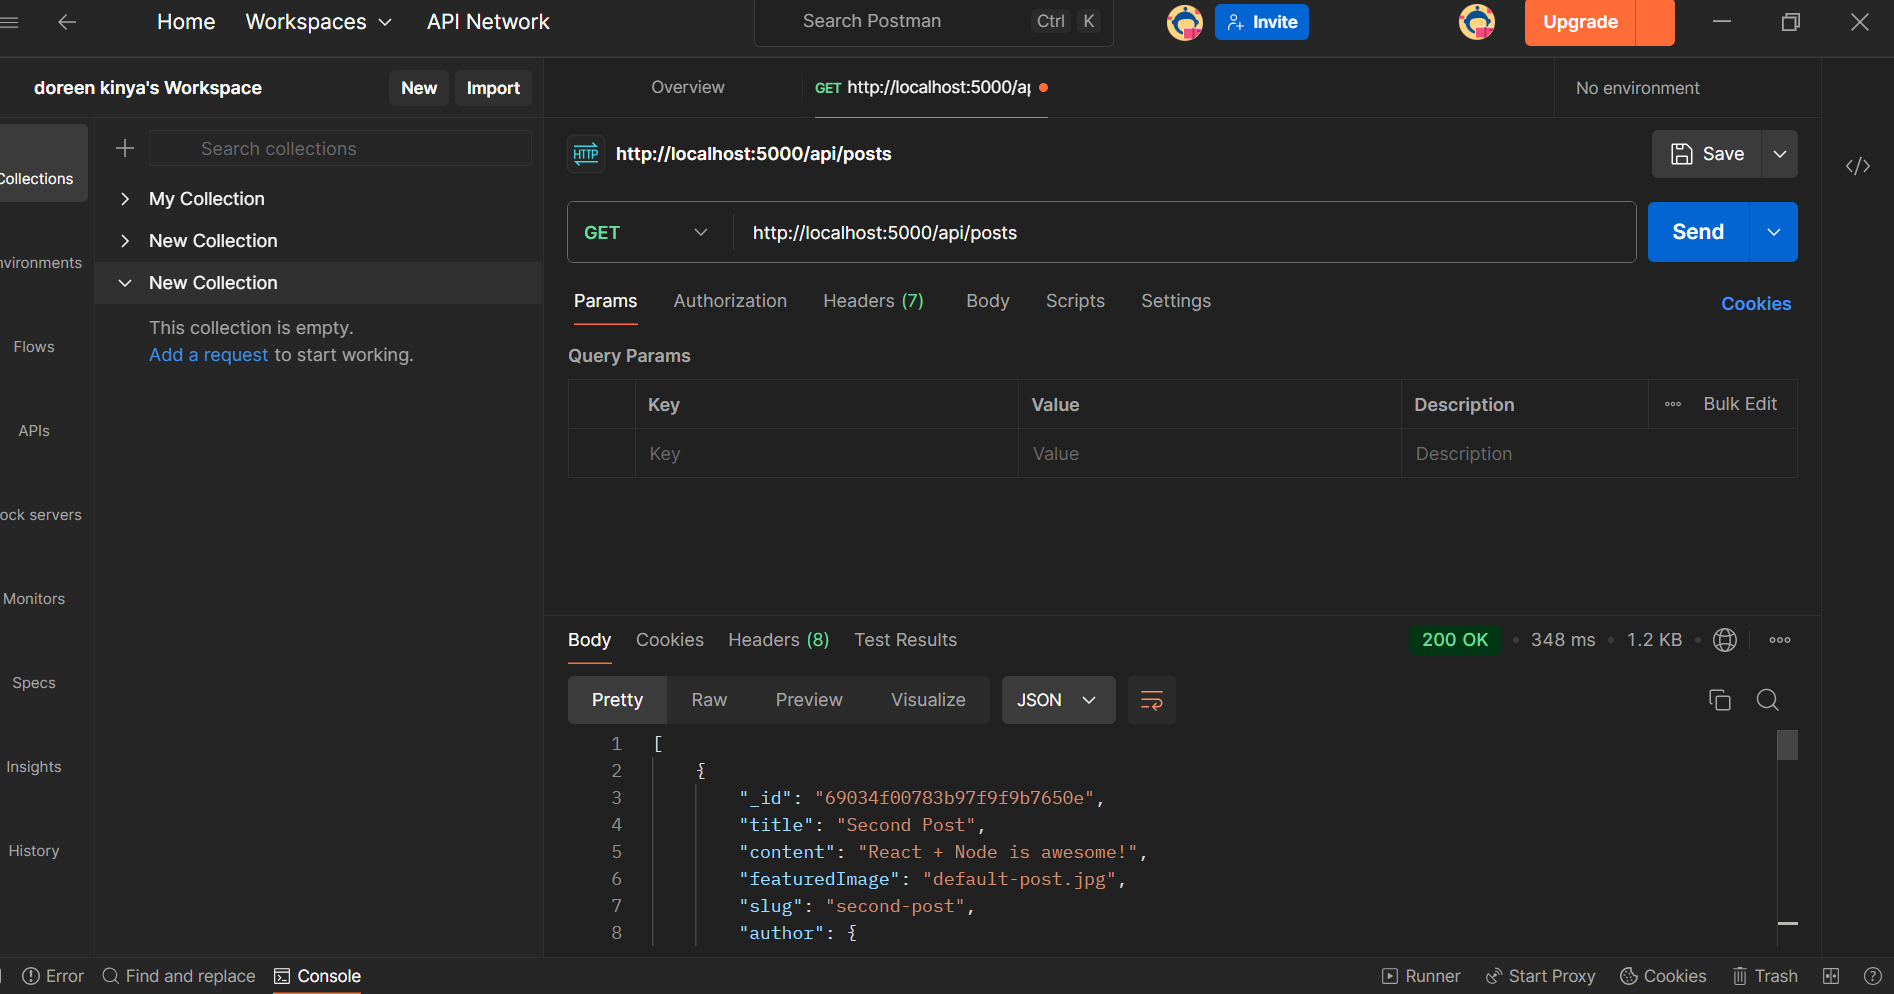 Home Workspaces API Network Search Postman Ctrl K Invite Upgrade
doreen kinya's Workspace New Import Overview GET http://localhost:5000/ap No environment
Search collections
http://localhost:5000/api/posts Save
Collections
My Collection
New Collection
New Collection
This collection is empty.
Add a request to start working.
nvironments
Flows
APIs
ock servers
Monitors
Specs
Insights
History
GET http://localhost:5000/api/posts Send
Params Authorization Headers (7) Body Scripts Settings Cookies
Query Params
Key Value Description Bulk Edit
Key Value Description
Body Cookies Headers (8) Test Results 200 OK 348 ms 1.2 KB
Pretty Raw Preview Visualize JSON
1 [
2 {
3 "_id": "69034f00783b97f9f9b7650e",
4 "title": "Second Post",
5 "content": "React + Node is awesome!",
6 "featuredImage": "default-post.jpg",
7 "slug": "second-post",
8 "author": {
Error Find and replace Console Runner Start Proxy Cookies Trash